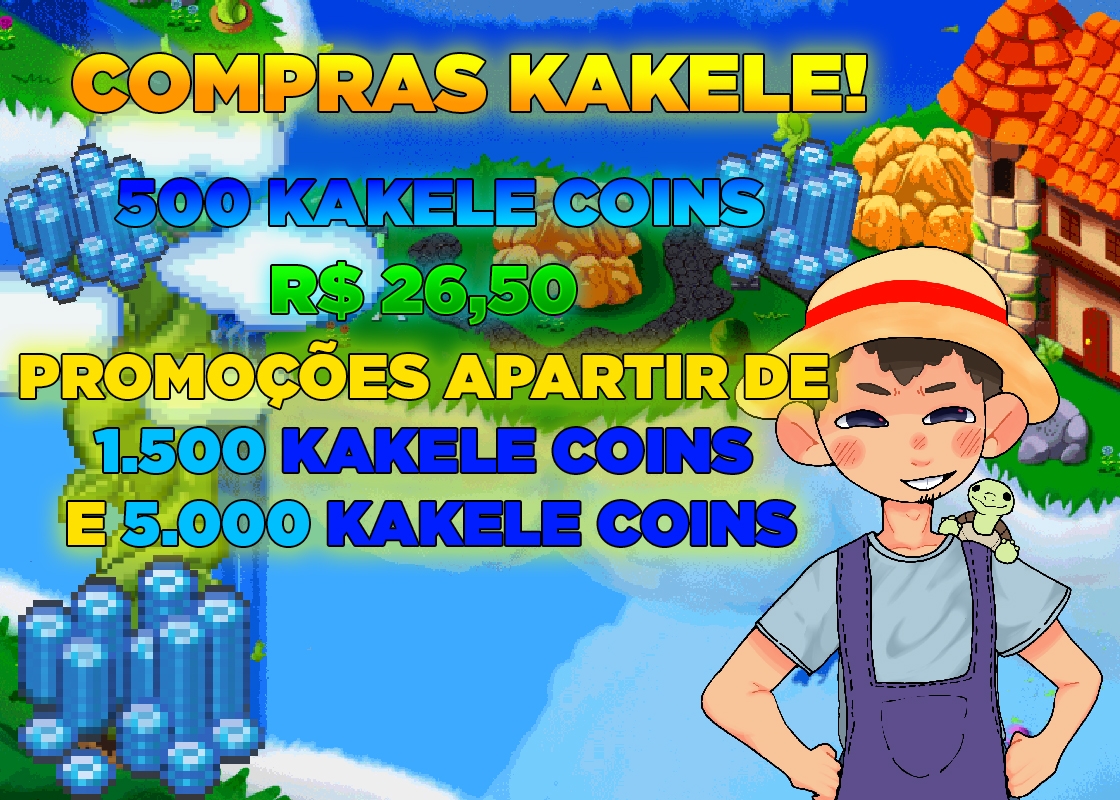 COMPRAS KAKELE!
500 KAKELE COINS
R$ 26,50
PROMOÇÕES APARTIR DE
1.500 KAKELE COINS
E 5.000 KAKELE COINS